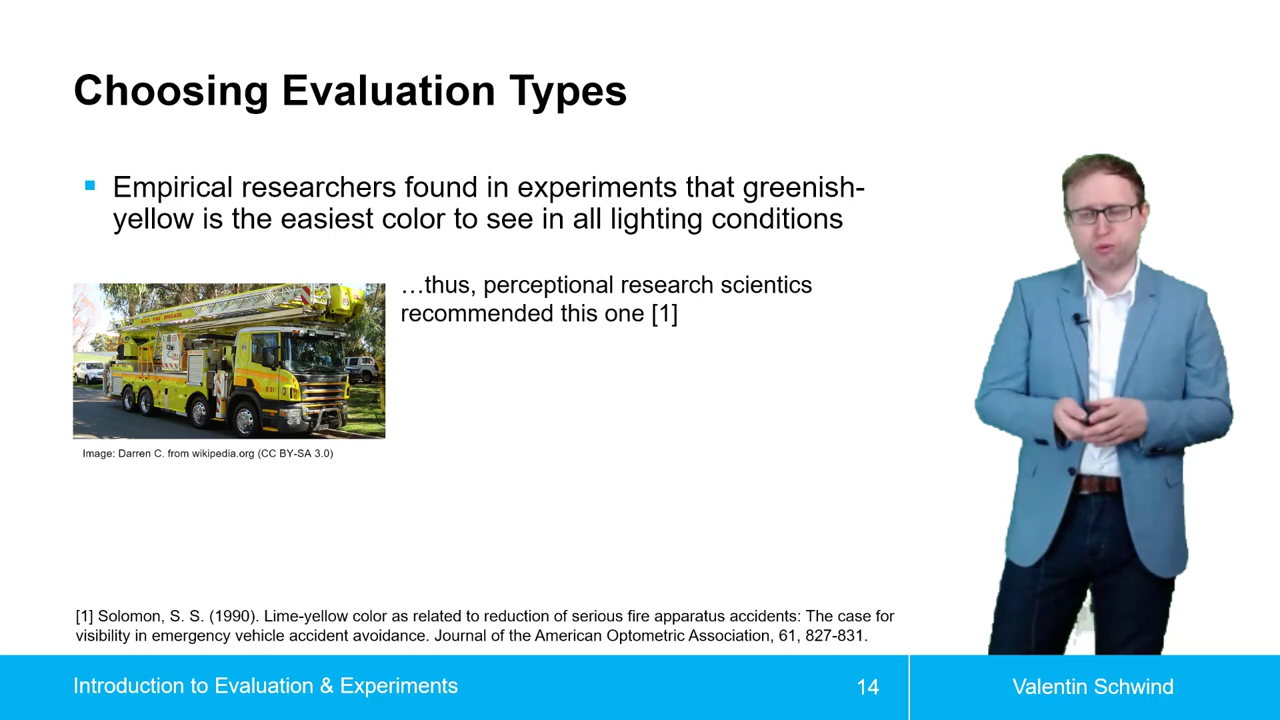 Choosing Evaluation Types
Empirical researchers found in experiments that greenish-
yellow is the easiest color to see in all lighting conditions
…thus, perceptional research scientics
recommended this one [1]
Image: Darren C. from wikipedia.org (CC BY-SA 3.0)
[1] Solomon, S. S. (1990). Lime-yellow color as related to reduction of serious fire apparatus accidents: The case for
visibility in emergency vehicle accident avoidance. Journal of the American Optometric Association, 61, 827-831.
Introduction to Evaluation & Experiments
14
Valentin Schwind